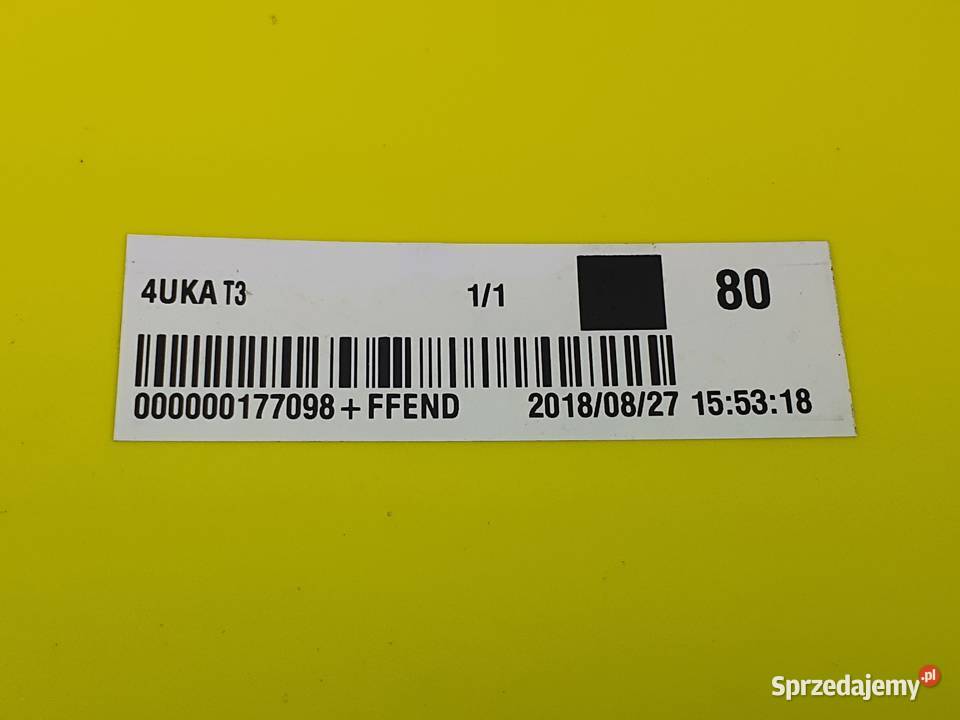 4UKA T3 1/1 80
000000177098+FFEND 2018/08/27 15:53:18
Sprzedajemy.pl